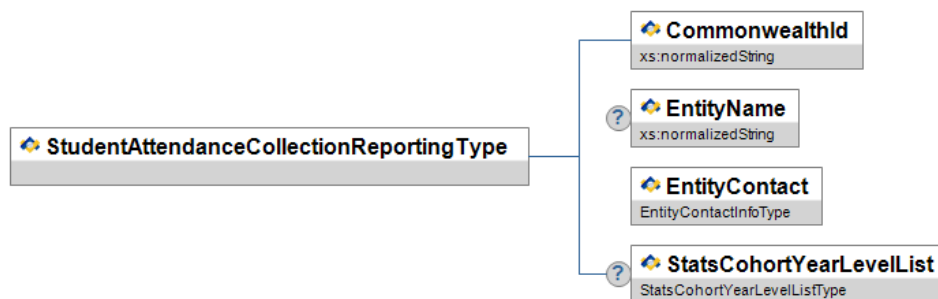 CommonwealthId
xs:normalizedString
? EntityName
xs:normalizedString
StudentAttendanceCollectionReportingType
EntityContact
EntityContactInfoType
? StatsCohortYearLevelList
StatsCohortYearLevelListType